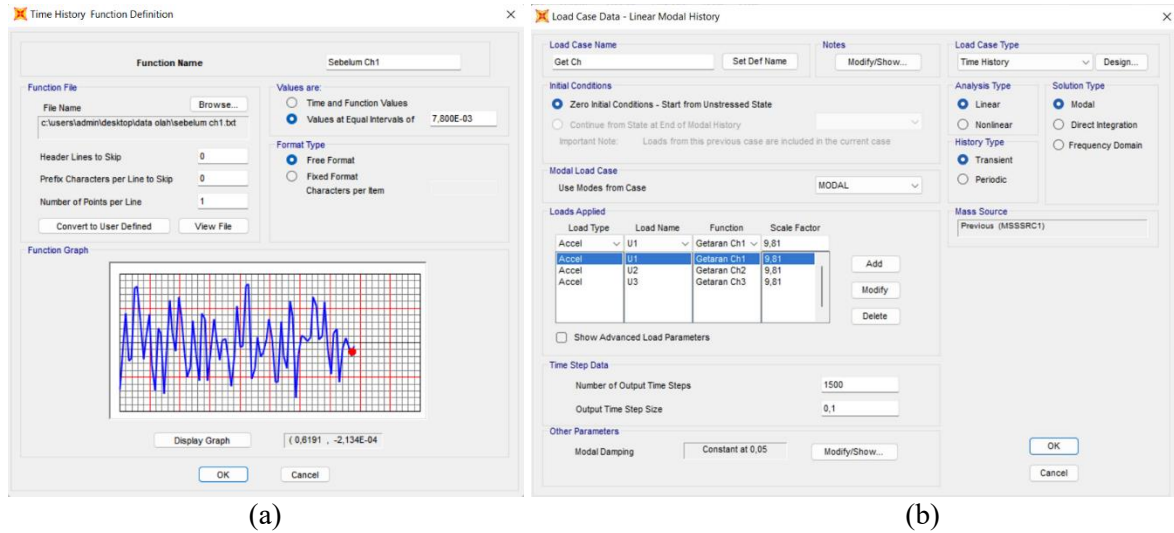 Time History Function Definition
Function Name
Sebelum Ch1
Function File
File Name
Browse...
c:\users\admin\desktop\data olah\sebelum ch1.txt
Header Lines to Skip
0
Prefix Characters per Line to Skip
0
Number of Points per Line
1
Convert to User Defined
View File
Values are:
Time and Function Values
Values at Equal Intervals of
7,800E-03
Format Type
Free Format
Fixed Format
Characters per Item
Function Graph
Display Graph
(0,6191 , -2,134E-04
OK
Cancel
(a)
Load Case Data - Linear Modal History
Load Case Name
Get Ch
Set Def Name
Notes
Modify/Show...
Load Case Type
Time History
Design...
Initial Conditions
Zero Initial Conditions - Start from Unstressed State
Continue from State at End of Modal History
Important Note: Loads from this previous case are included in the current case
Analysis Type
Linear
Nonlinear
Solution Type
Modal
Direct Integration
Frequency Domain
History Type
Transient
Periodic
Modal Load Case
Use Modes from Case
MODAL
Loads Applied
Load Type Load Name Function Scale Factor
Accel U1 Getaran Ch1 9,81
Accel U1 Getaran Ch1 9,81
Accel U2 Getaran Ch2 9,81
Accel U3 Getaran Ch3 9,81
Add
Modify
Delete
Show Advanced Load Parameters
Mass Source
Previous (MSSSRC1)
Time Step Data
Number of Output Time Steps
1500
Output Time Step Size
0,1
Other Parameters
Modal Damping
Constant at 0,05
Modify/Show...
OK
Cancel
(b)